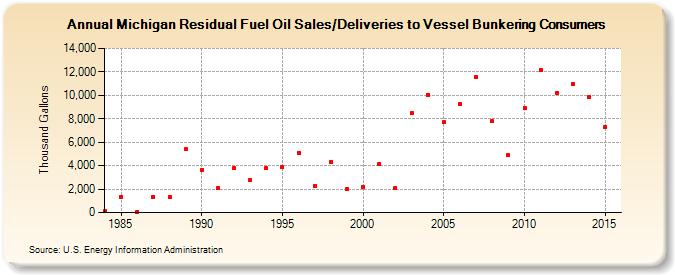 Annual Michigan Residual Fuel Oil Sales/Deliveries to Vessel Bunkering Consumers
Thousand Gallons
14,000
12,000
10,000
8,000
6,000
4,000
2,000
0
1985 1990 1995 2000 2005 2010 2015
Source: U.S. Energy Information Administration